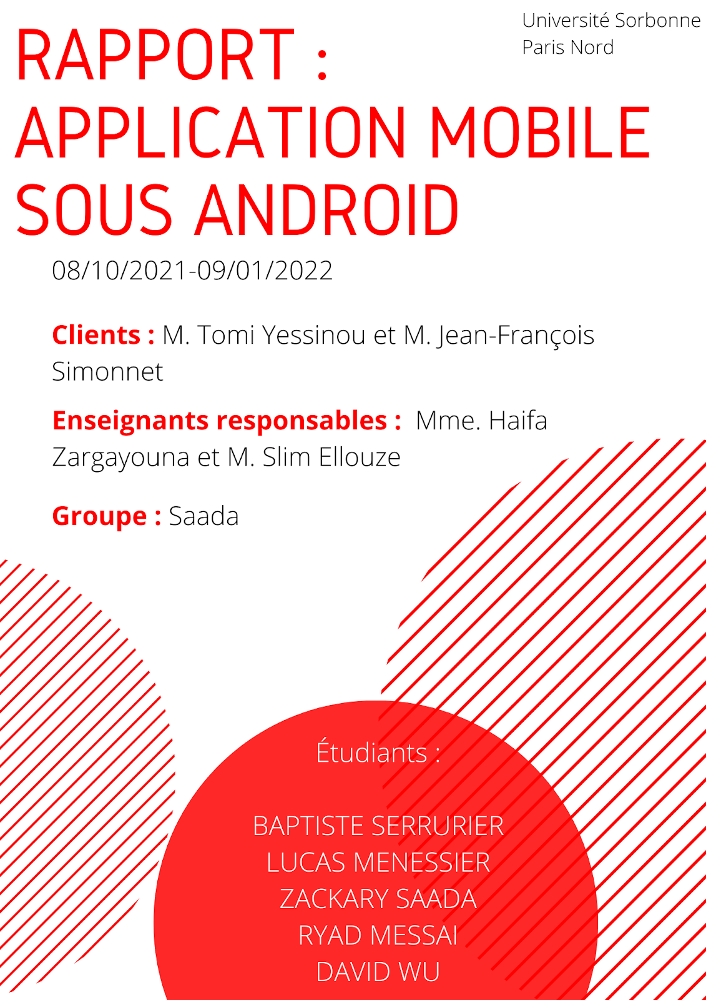 Université Sorbonne
Paris Nord
RAPPORT :
APPLICATION MOBILE
SOUS ANDROID
08/10/2021-09/01/2022
Clients : M. Tomi Yessinou et M. Jean-François
Simonnet
Enseignants responsables :  Mme. Haifa
Zargayouna et M. Slim Ellouze
Groupe : Saada
Étudiants :
BAPTISTE SERRURIER
LUCAS MENESSIER
ZACKARY SAADA
RYAD MESSAI
DAVID WU